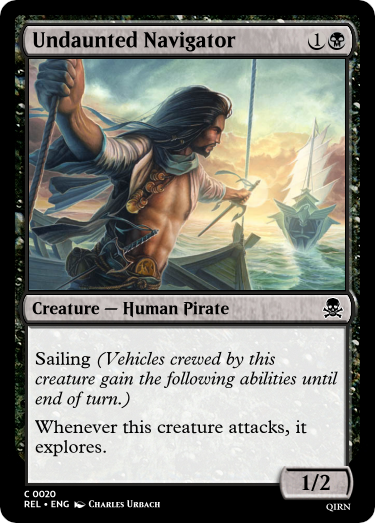 Undaunted Navigator 1
Creature — Human Pirate
Sailing (Vehicles crewed by this
creature gain the following abilities until
end of turn.)
Whenever this creature attacks, it
explores.
1/2
C 0020
REL • ENG Charles Urbach
QIRN